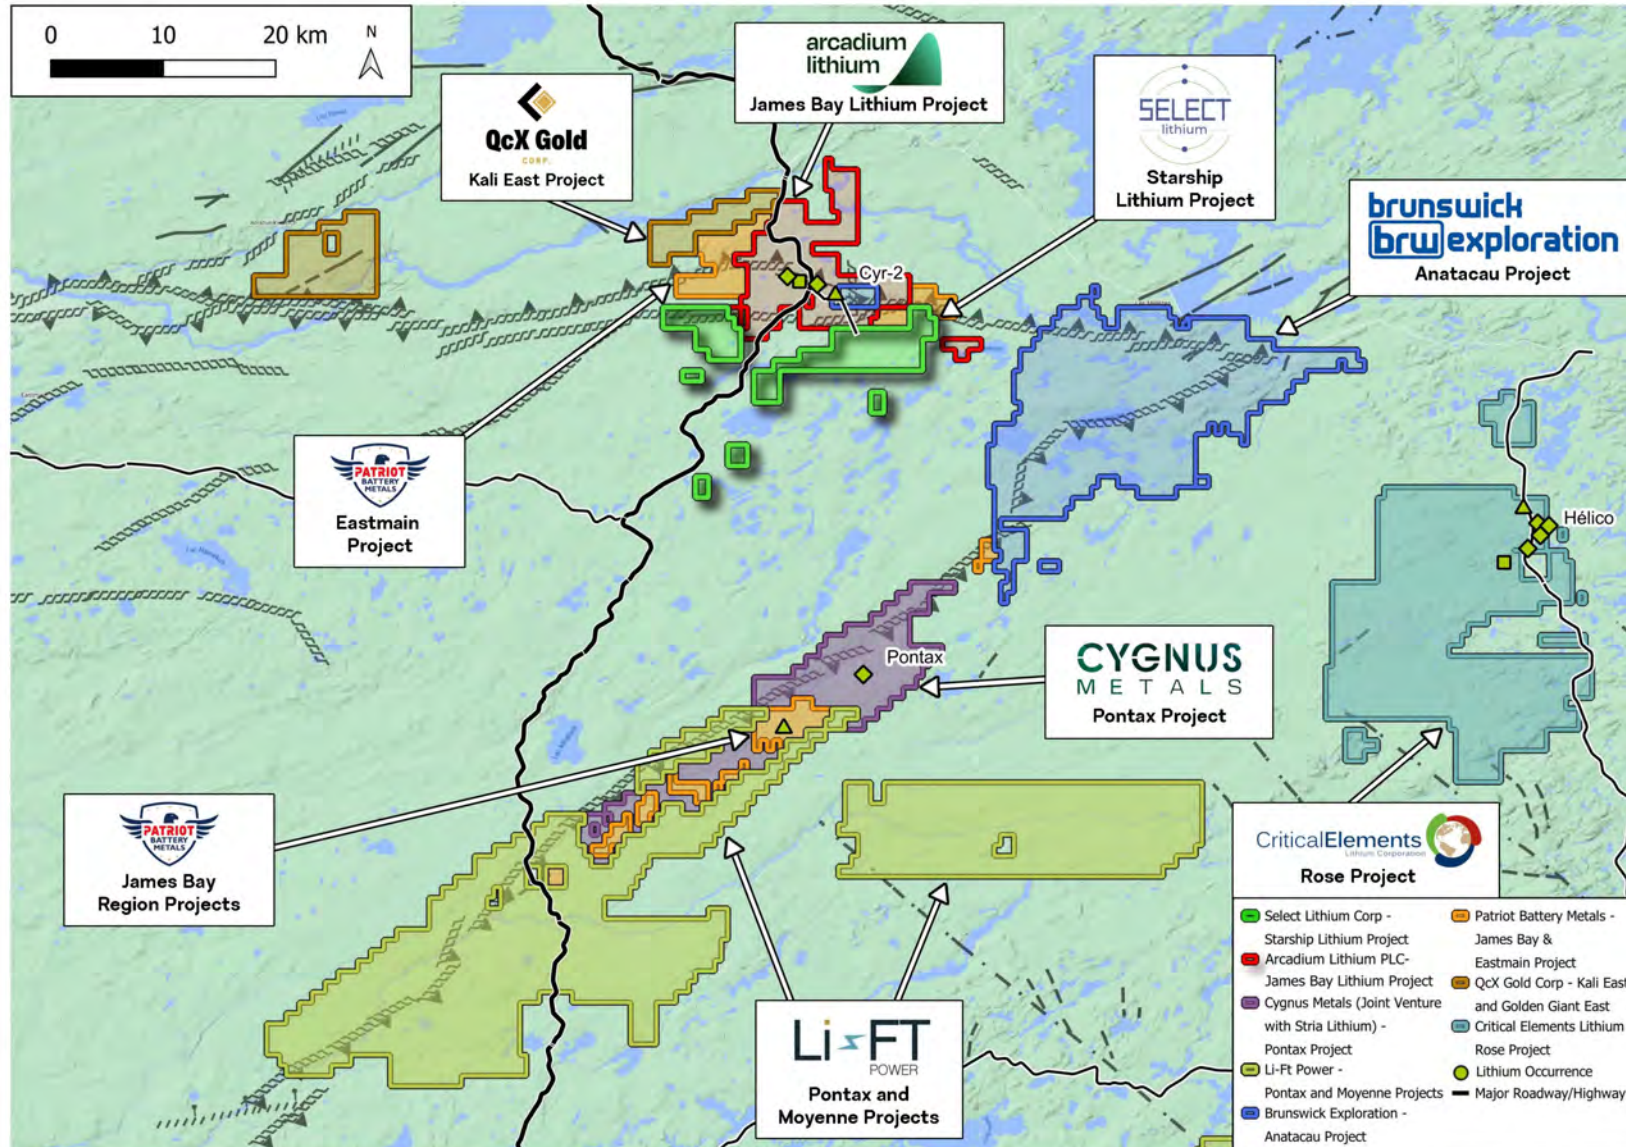 0 10 20 km
N
arcadium
lithium
James Bay Lithium Project
QcX Gold
CORP.
Kali East Project
SELECT
lithium
Starship
Lithium Project
brunswick
brw exploration
Anatacau Project
Cyr-2
PATRIOT
BATTERY
METALS
Eastmain
Project
Hélico
Pontax
CYGNUS
METALS
Pontax Project
PATRIOT
BATTERY
METALS
James Bay
Region Projects
CriticalElements
Lithium Corporation
Rose Project
Li-FT
POWER
Pontax and
Moyenne Projects
Select Lithium Corp -
Starship Lithium Project
Arcadium Lithium PLC-
James Bay Lithium Project
Cygnus Metals (Joint Venture
with Stria Lithium) -
Pontax Project
Li-Ft Power -
Pontax and Moyenne Projects
Brunswick Exploration -
Anatacau Project
Patriot Battery Metals -
James Bay &
Eastmain Project
QcX Gold Corp - Kali East
and Golden Giant East
Critical Elements Lithium
Rose Project
Lithium Occurrence
Major Roadway/Highway